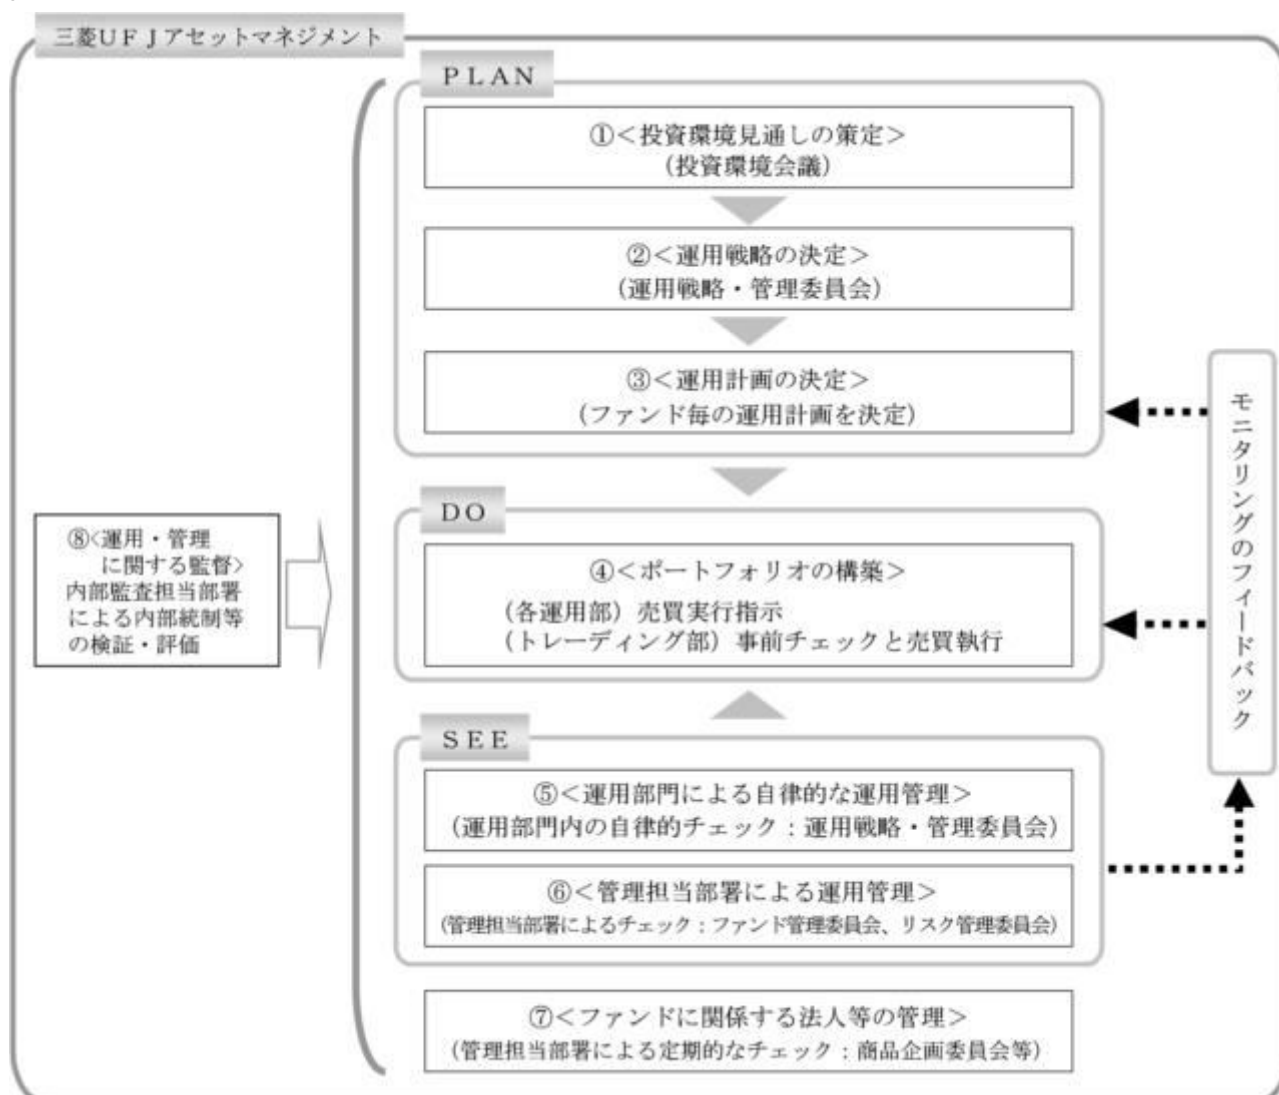 三菱ＵＦＪアセットマネジメント
ＰＬＡＮ
①＜投資環境見通しの策定＞
（投資環境会議）
②＜運用戦略の決定＞
（運用戦略・管理委員会）
③＜運用計画の決定＞
（ファンド毎の運用計画を決定）
ＤＯ
④＜ポートフォリオの構築＞
（各運用部）売買実行指示
（トレーディング部）事前チェックと売買執行
ＳＥＥ
⑤＜運用部門による自律的な運用管理＞
（運用部門内の自律的チェック：運用戦略・管理委員会）
⑥＜管理担当部署による運用管理＞
（管理担当部署によるチェック：ファンド管理委員会、リスク管理委員会）
⑦＜ファンドに関係する法人等の管理＞
（管理担当部署による定期的なチェック：商品企画委員会等）
⑧<運用・管理
に関する監督>
内部監査担当部署
による内部統制等
の検証・評価
モニタリングのフィードバック